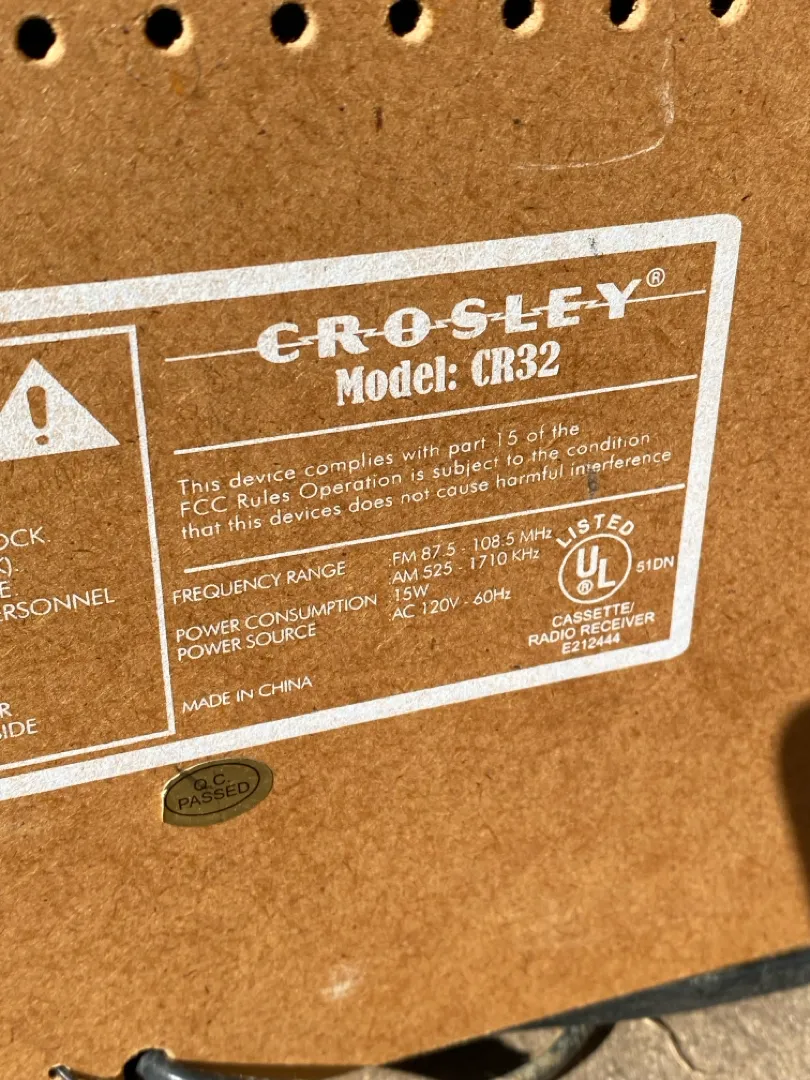 CROSLEY®
Model: CR32
This device complies with part 15 of the
FCC Rules Operation is subject to the condition
that this devices does not cause harmful interference
FREQUENCY RANGE :FM 87.5 - 108.5 MHz
AM 525 - 1710 KHz
POWER CONSUMPTION 15W
POWER SOURCE AC 120V - 60Hz
MADE IN CHINA
LISTED
UL®
51DN
CASSETTE/
RADIO RECEIVER
E212444
!
OCK.
K).
E.
ERSONNEL
R
SIDE
Q.C.
PASSED